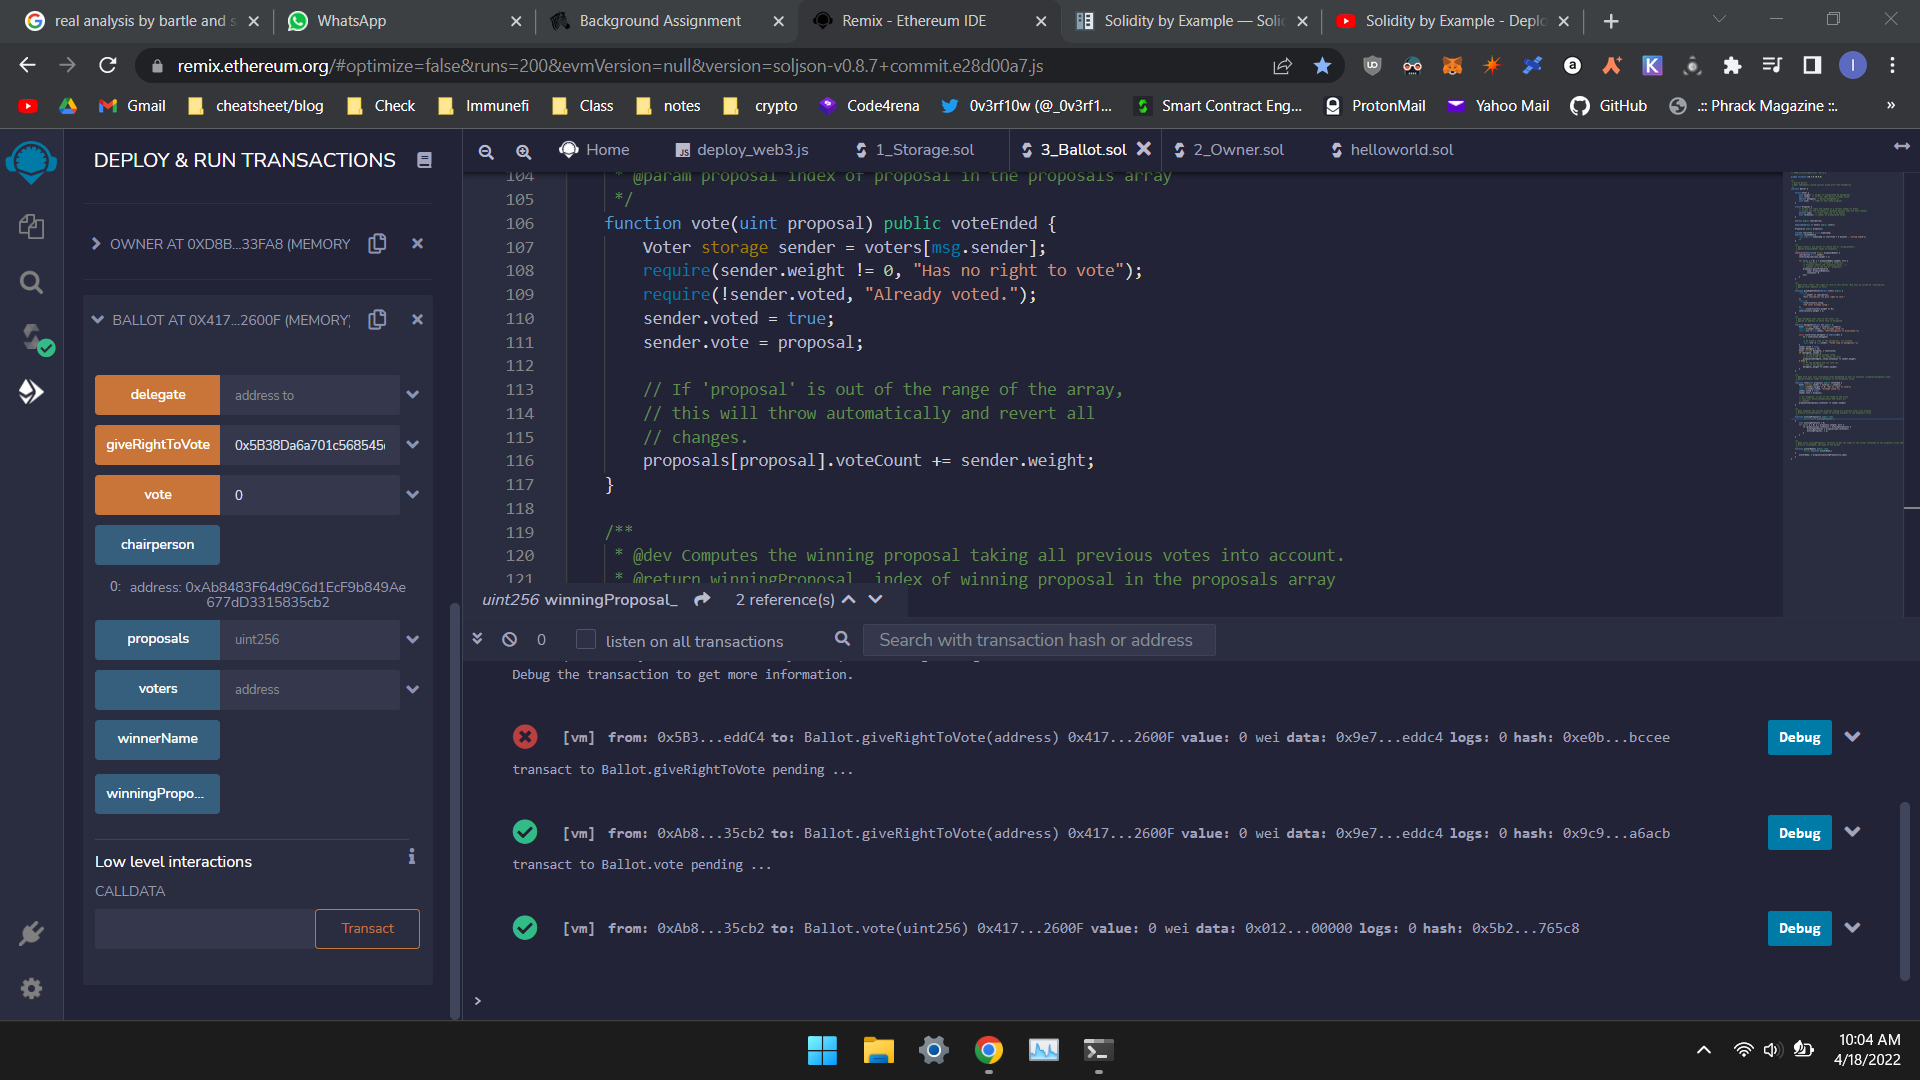 real analysis by bartle and s
WhatsApp
Background Assignment
Remix - Ethereum IDE
Solidity by Example — Soli
Solidity by Example - Deplo
remix.ethereum.org/#optimize=false&runs=200&evmVersion=null&version=soljson-v0.8.7+commit.e28d00a7.js
Gmail
cheatsheet/blog
Check
Immunefi
Class
notes
crypto
Code4rena
0v3rf10w (@_0v3rf1...
Smart Contract Eng...
ProtonMail
Yahoo Mail
GitHub
.:: Phrack Magazine ::.
»
DEPLOY & RUN TRANSACTIONS
OWNER AT 0XD8B...33FA8 (MEMORY
BALLOT AT 0X417...2600F (MEMORY)
delegate
address to
giveRightToVote
0x5B38Da6a701c568545
vote
0
chairperson
0: address: 0xAb8483F64d9C6d1EcF9b849Ae
677dD3315835cb2
proposals
uint256
voters
address
winnerName
winningPropo...
Low level interactions
CALLDATA
Transact
Home
deploy_web3.js
1_Storage.sol
3_Ballot.sol
2_Owner.sol
helloworld.sol
104 * @param proposal index of proposal in the proposals array
105 */
106 function vote(uint proposal) public voteEnded {
107 Voter storage sender = voters[msg.sender];
108 require(sender.weight != 0, "Has no right to vote");
109 require(!sender.voted, "Already voted.");
110 sender.voted = true;
111 sender.vote = proposal;
112
113 // If 'proposal' is out of the range of the array,
114 // this will throw automatically and revert all
115 // changes.
116 proposals[proposal].voteCount += sender.weight;
117 }
118
119 /**
120 * @dev Computes the winning proposal taking all previous votes into account.
121 * @return winningProposal_ index of winning proposal in the proposals array
uint256 winningProposal_ 2 reference(s)
0 listen on all transactions
Search with transaction hash or address
Debug the transaction to get more information.
[vm] from: 0x5B3...eddC4 to: Ballot.giveRightToVote(address) 0x417...2600F value: 0 wei data: 0x9e7...eddc4 logs: 0 hash: 0xe0b...bccee
Debug
transact to Ballot.giveRightToVote pending ...
[vm] from: 0xAb8...35cb2 to: Ballot.giveRightToVote(address) 0x417...2600F value: 0 wei data: 0x9e7...eddc4 logs: 0 hash: 0x9c9...a6acb
Debug
transact to Ballot.vote pending ...
[vm] from: 0xAb8...35cb2 to: Ballot.vote(uint256) 0x417...2600F value: 0 wei data: 0x012...00000 logs: 0 hash: 0x5b2...765c8
Debug
>
10:04 AM
4/18/2022